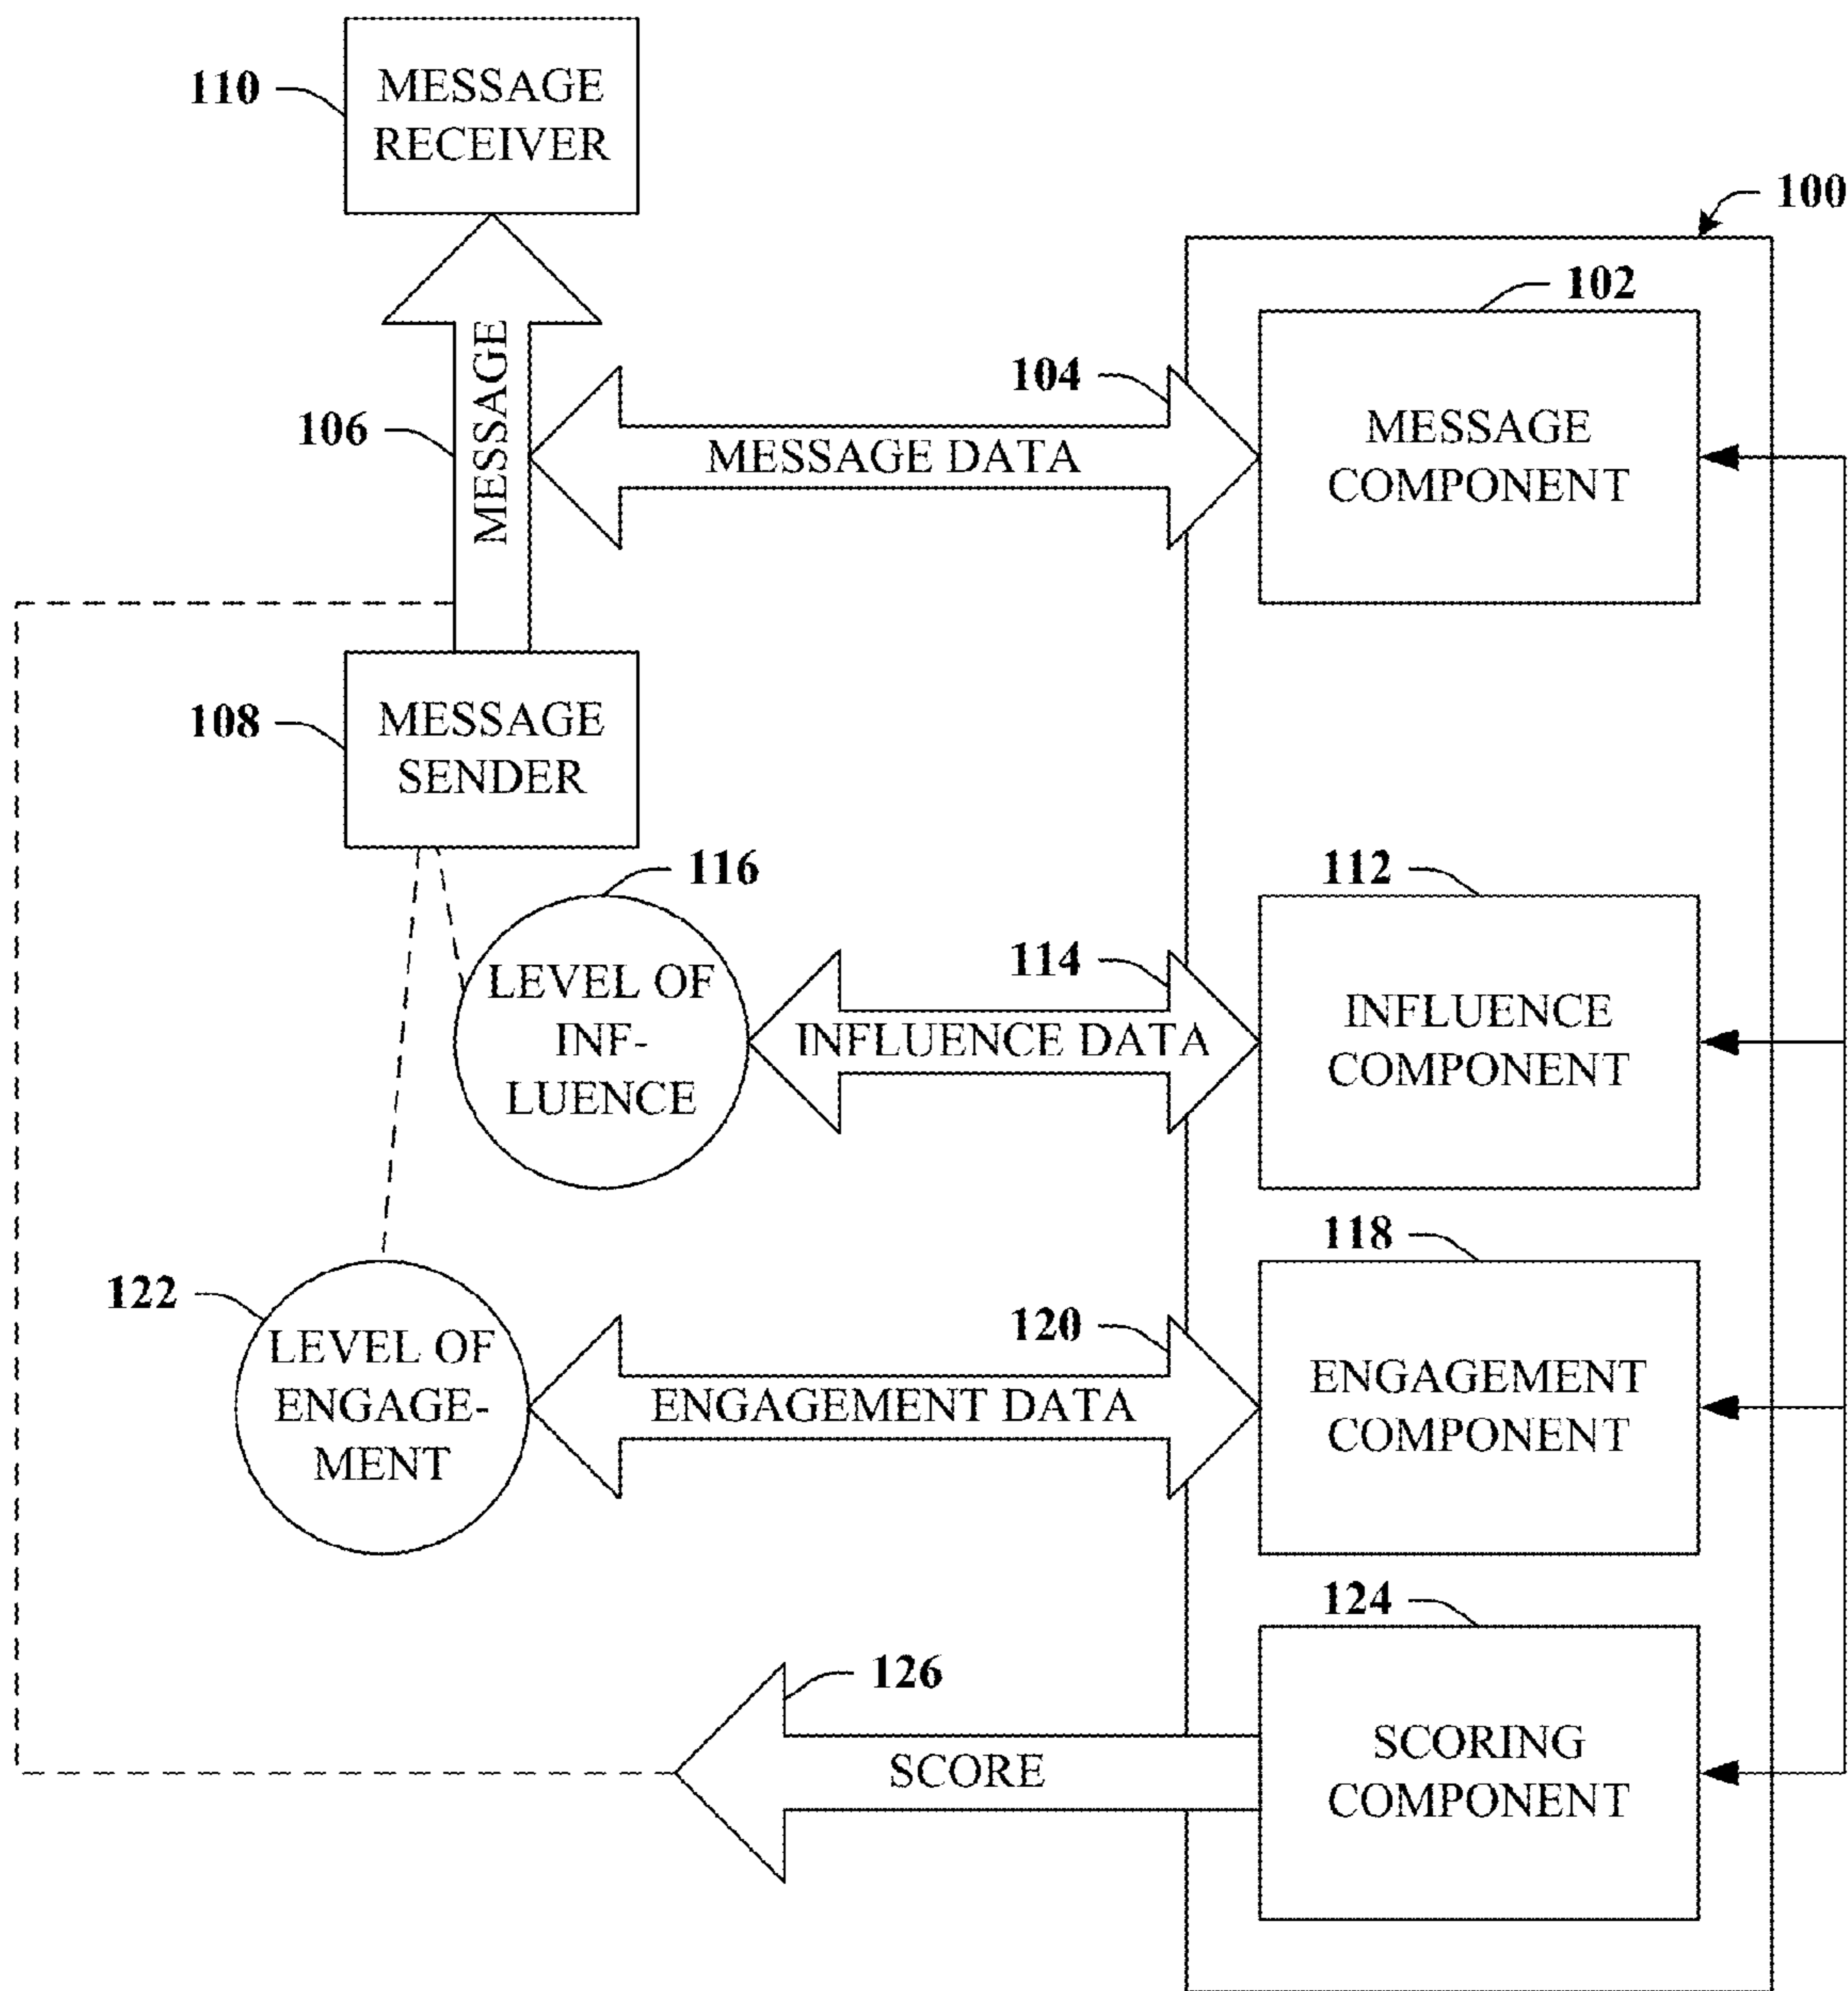 110
MESSAGE
RECEIVER
100
102
MESSAGE
COMPONENT
104
MESSAGE DATA
106
MESSAGE
108
MESSAGE
SENDER
116
LEVEL OF
INF-
LUENCE
112
114
INFLUENCE DATA
INFLUENCE
COMPONENT
118
122
LEVEL OF
ENGAGE-
MENT
120
ENGAGEMENT DATA
ENGAGEMENT
COMPONENT
124
126
SCORE
SCORING
COMPONENT